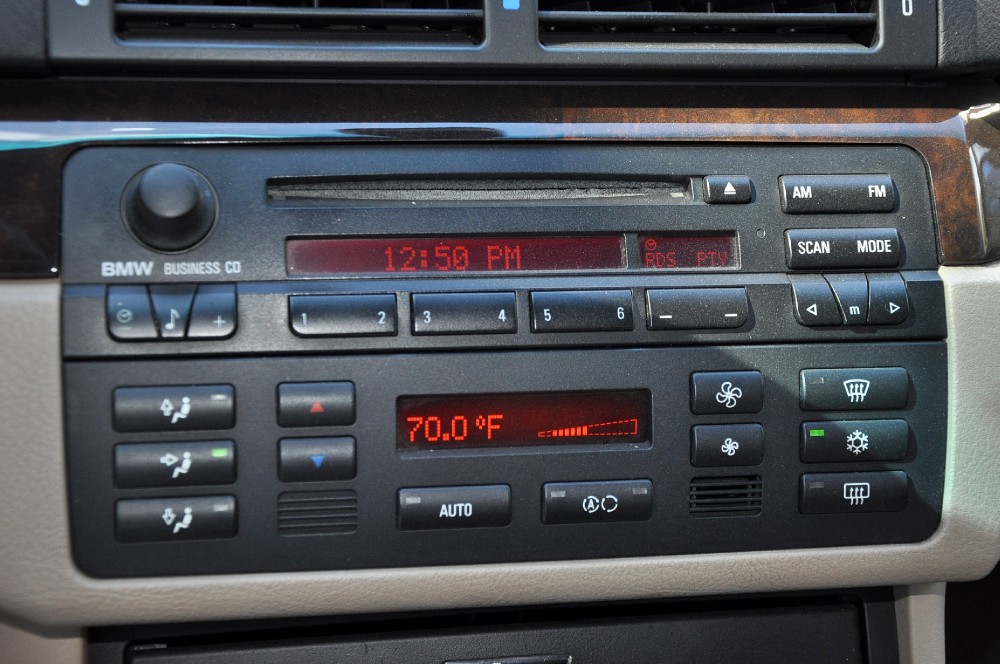 AM FM
12:50 PM
RDS PTY
SCAN MODE
BMW BUSINESS CD
+ 1 2 3 4 5 6 – – m
70.0 °F
AUTO
A